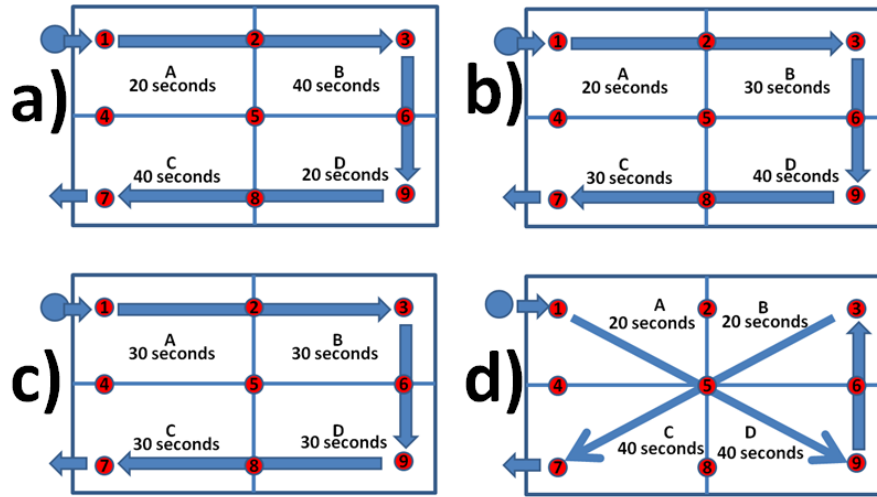 a)
1 2 3
A B
20 seconds 40 seconds
4 5 6
C D
40 seconds 20 seconds
7 8 9
b)
1 2 3
A B
20 seconds 30 seconds
4 5 6
C D
30 seconds 40 seconds
7 8 9
c)
1 2 3
A B
30 seconds 30 seconds
4 5 6
C D
30 seconds 30 seconds
7 8 9
d)
1 2 3
A B
20 seconds 20 seconds
4 5 6
C D
40 seconds 40 seconds
7 8 9